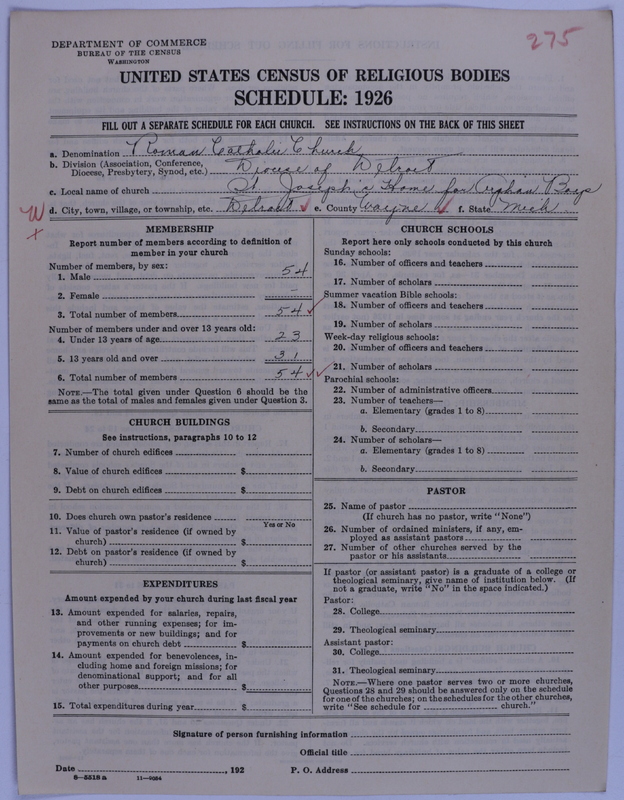 275
DEPARTMENT OF COMMERCE
BUREAU OF THE CENSUS
WASHINGTON
UNITED STATES CENSUS OF RELIGIOUS BODIES
SCHEDULE: 1926
FILL OUT A SEPARATE SCHEDULE FOR EACH CHURCH. SEE INSTRUCTIONS ON THE BACK OF THIS SHEET
a. Denomination Roman Catholic Church
b. Division (Association, Conference,
Diocese, Presbytery, Synod, etc.) Diocese of Detroit
c. Local name of church St. Joseph's Home for Orphan Boys
W d. City, town, village, or township, etc. Detroit ✓ e. County Wayne ✓ f. State Mich
x
MEMBERSHIP
Report number of members according to definition of
member in your church
Number of members, by sex:
1. Male 54
2. Female –
3. Total number of members 54 ✓
Number of members under and over 13 years old:
4. Under 13 years of age 23
5. 13 years old and over 31
6. Total number of members 54 ✓✓
NOTE.—The total given under Question 6 should be
same as the total of males and females given under Question 3.
CHURCH BUILDINGS
See instructions, paragraphs 10 to 12
7. Number of church edifices
8. Value of church edifices $
9. Debt on church edifices $
10. Does church own pastor's residence
Yes or No
11. Value of pastor's residence (if owned by
church) $
12. Debt on pastor's residence (if owned by
church) $
EXPENDITURES
Amount expended by your church during last fiscal year
13. Amount expended for salaries, repairs,
and other running expenses; for im-
provements or new buildings; and for
payments on church debt $
14. Amount expended for benevolences, in-
cluding home and foreign missions; for
denominational support; and for all
other purposes $
15. Total expenditures during year $
CHURCH SCHOOLS
Report here only schools conducted by this church
Sunday schools:
16. Number of officers and teachers
17. Number of scholars
Summer vacation Bible schools:
18. Number of officers and teachers
19. Number of scholars
Week-day religious schools:
20. Number of officers and teachers
21. Number of scholars
Parochial schools:
22. Number of administrative officers
23. Number of teachers—
a. Elementary (grades 1 to 8)
b. Secondary
24. Number of scholars—
a. Elementary (grades 1 to 8)
b. Secondary
PASTOR
25. Name of pastor
(If church has no pastor, write "None")
26. Number of ordained ministers, if any, em-
ployed as assistant pastors
27. Number of other churches served by the
pastor or his assistants
If pastor (or assistant pastor) is a graduate of a college or
theological seminary, give name of institution below. (If
not a graduate, write "No" in the space indicated.)
Pastor:
28. College
29. Theological seminary
Assistant pastor:
30. College
31. Theological seminary
NOTE.—Where one pastor serves two or more churches,
Questions 28 and 29 should be answered only on the schedule
for one of the churches; on the schedules for the other churches,
write "See schedule for church."
Signature of person furnishing information
Official title
Date , 192 P. O. Address
8—5518 a 11—9064